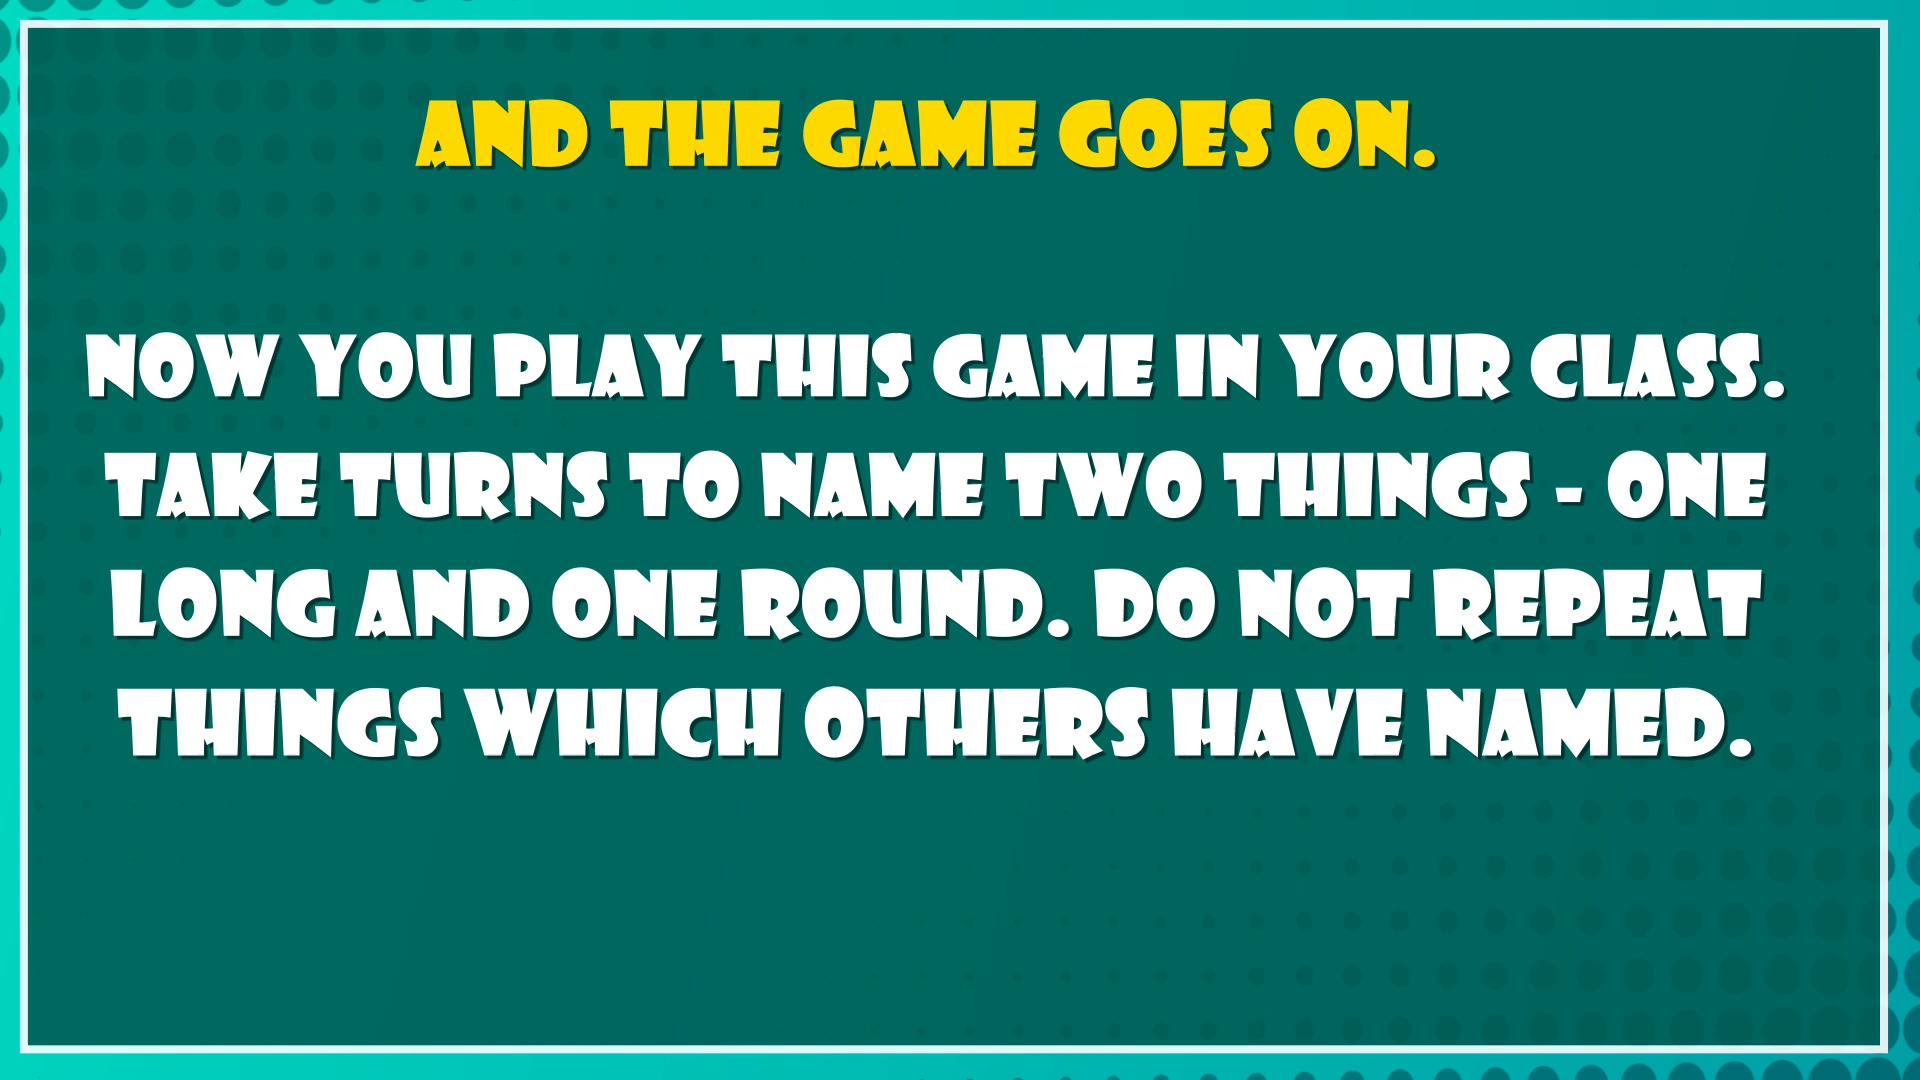 AND THE GAME GOES ON.
NOW YOU PLAY THIS GAME IN YOUR CLASS.
TAKE TURNS TO NAME TWO THINGS - ONE
LONG AND ONE ROUND. DO NOT REPEAT
THINGS WHICH OTHERS HAVE NAMED.